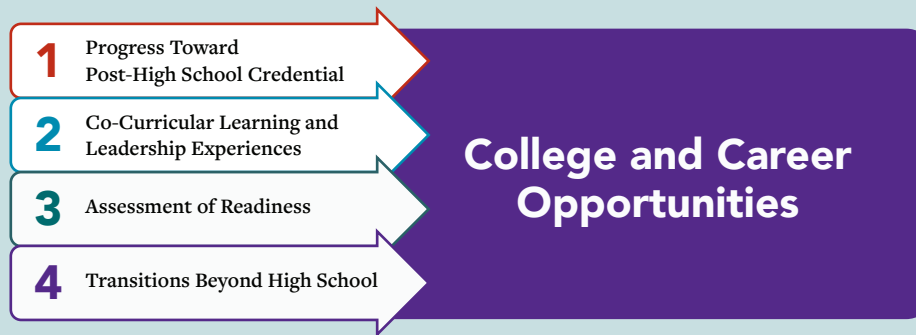 1
Progress Toward
Post-High School Credential
2
Co-Curricular Learning and
Leadership Experiences
3
Assessment of Readiness
4
Transitions Beyond High School
College and Career
Opportunities